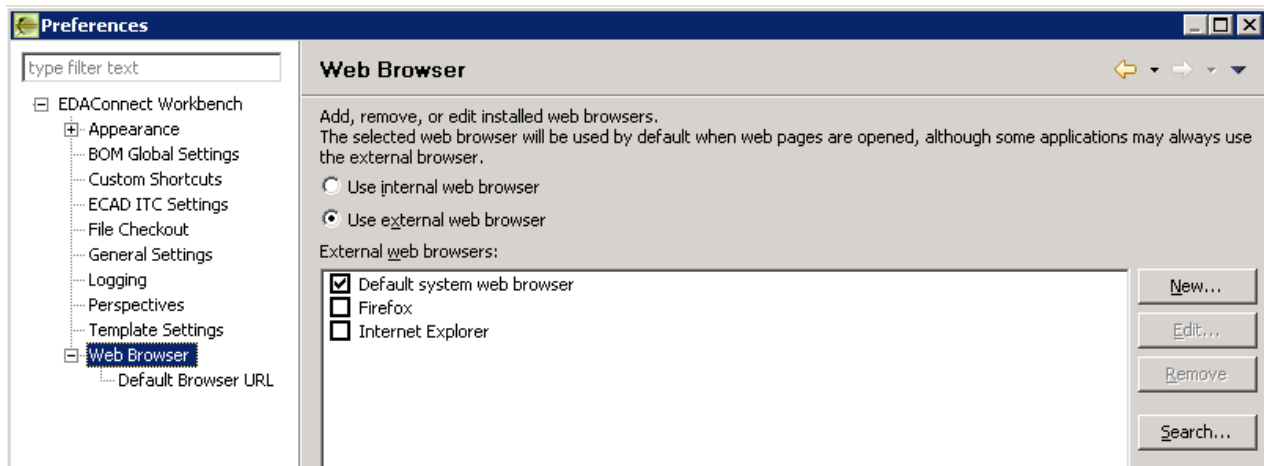 Preferences
type filter text
EDAConnect Workbench
Appearance
BOM Global Settings
Custom Shortcuts
ECAD ITC Settings
File Checkout
General Settings
Logging
Perspectives
Template Settings
Web Browser
Default Browser URL
Web Browser
Add, remove, or edit installed web browsers.
The selected web browser will be used by default when web pages are opened, although some applications may always use
the external browser.
Use internal web browser
Use external web browser
External web browsers:
Default system web browser
Firefox
Internet Explorer
New...
Edit...
Remove
Search...